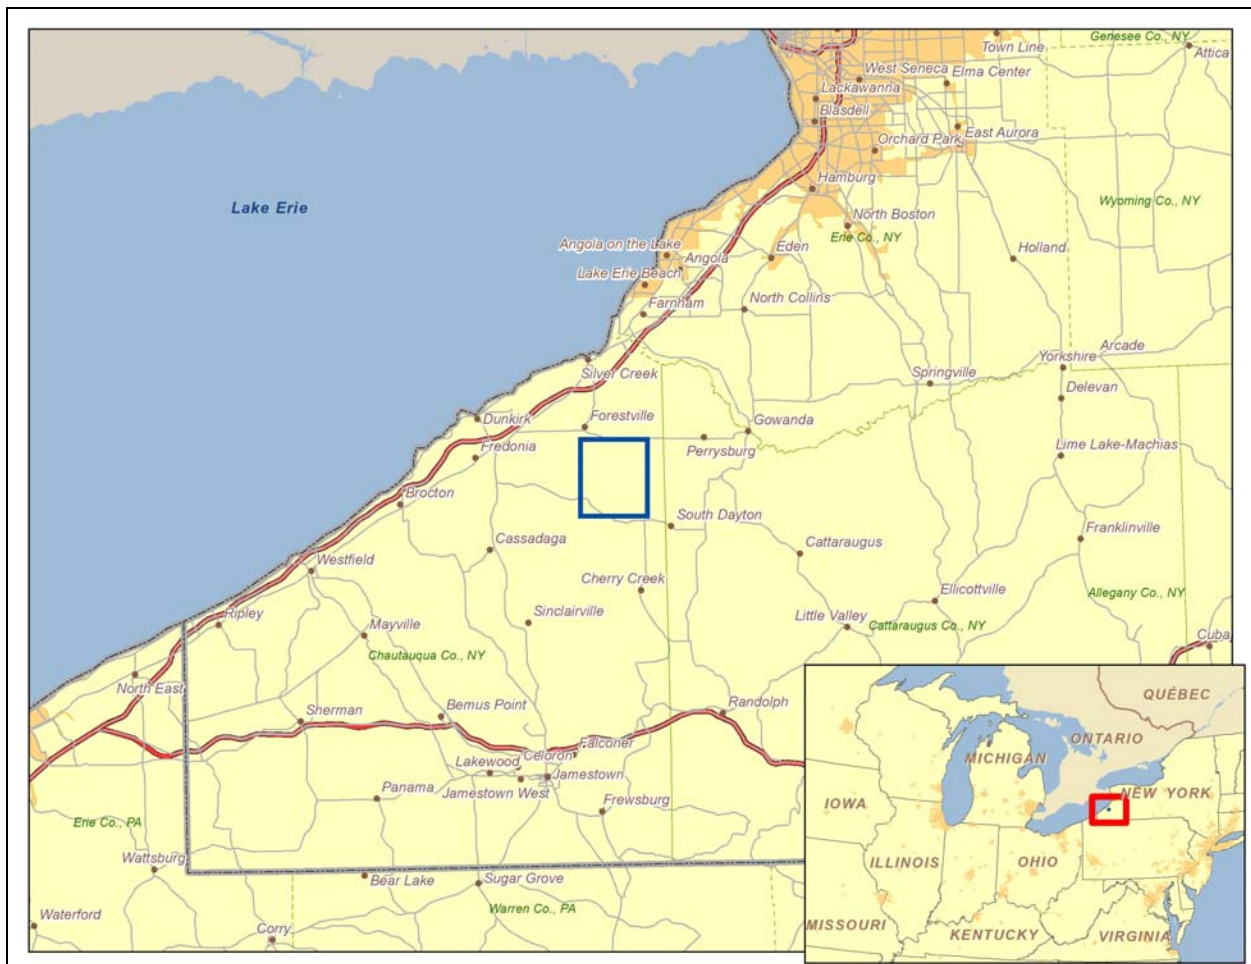 Genesee Co., NY
Town Line
Attica
West Seneca
Elma Center
Lackawanna
Blasdell
Orchard Park
East Aurora
Hamburg
Wyoming Co., NY
Lake Erie
North Boston
Erie Co., NY
Angola on the Lake
Eden
Holland
Angola
Lake Erie Beach
Farnham
North Collins
Arcade
Yorkshire
Silver Creek
Springville
Delevan
Dunkirk
Forestville
Gowanda
Fredonia
Perrysburg
Lime Lake-Machias
Brocton
South Dayton
Franklinville
Cassadaga
Cattaraugus
Westfield
Cherry Creek
Ellicottville
Allegany Co., NY
Ripley
Sinclairville
Little Valley
Mayville
Cattaraugus Co., NY
Cuba
Chautauqua Co., NY
North East
Sherman
Bemus Point
Randolph
Falconer
Celoron
Lakewood
Jamestown
Jamestown West
Panama
Frewsburg
Erie Co., PA
Wattsburg
Bear Lake
Sugar Grove
Warren Co., PA
Waterford
Corry
QUÉBEC
ONTARIO
MICHIGAN
NEW YORK
IOWA
ILLINOIS
OHIO
MISSOURI
KENTUCKY
VIRGINIA